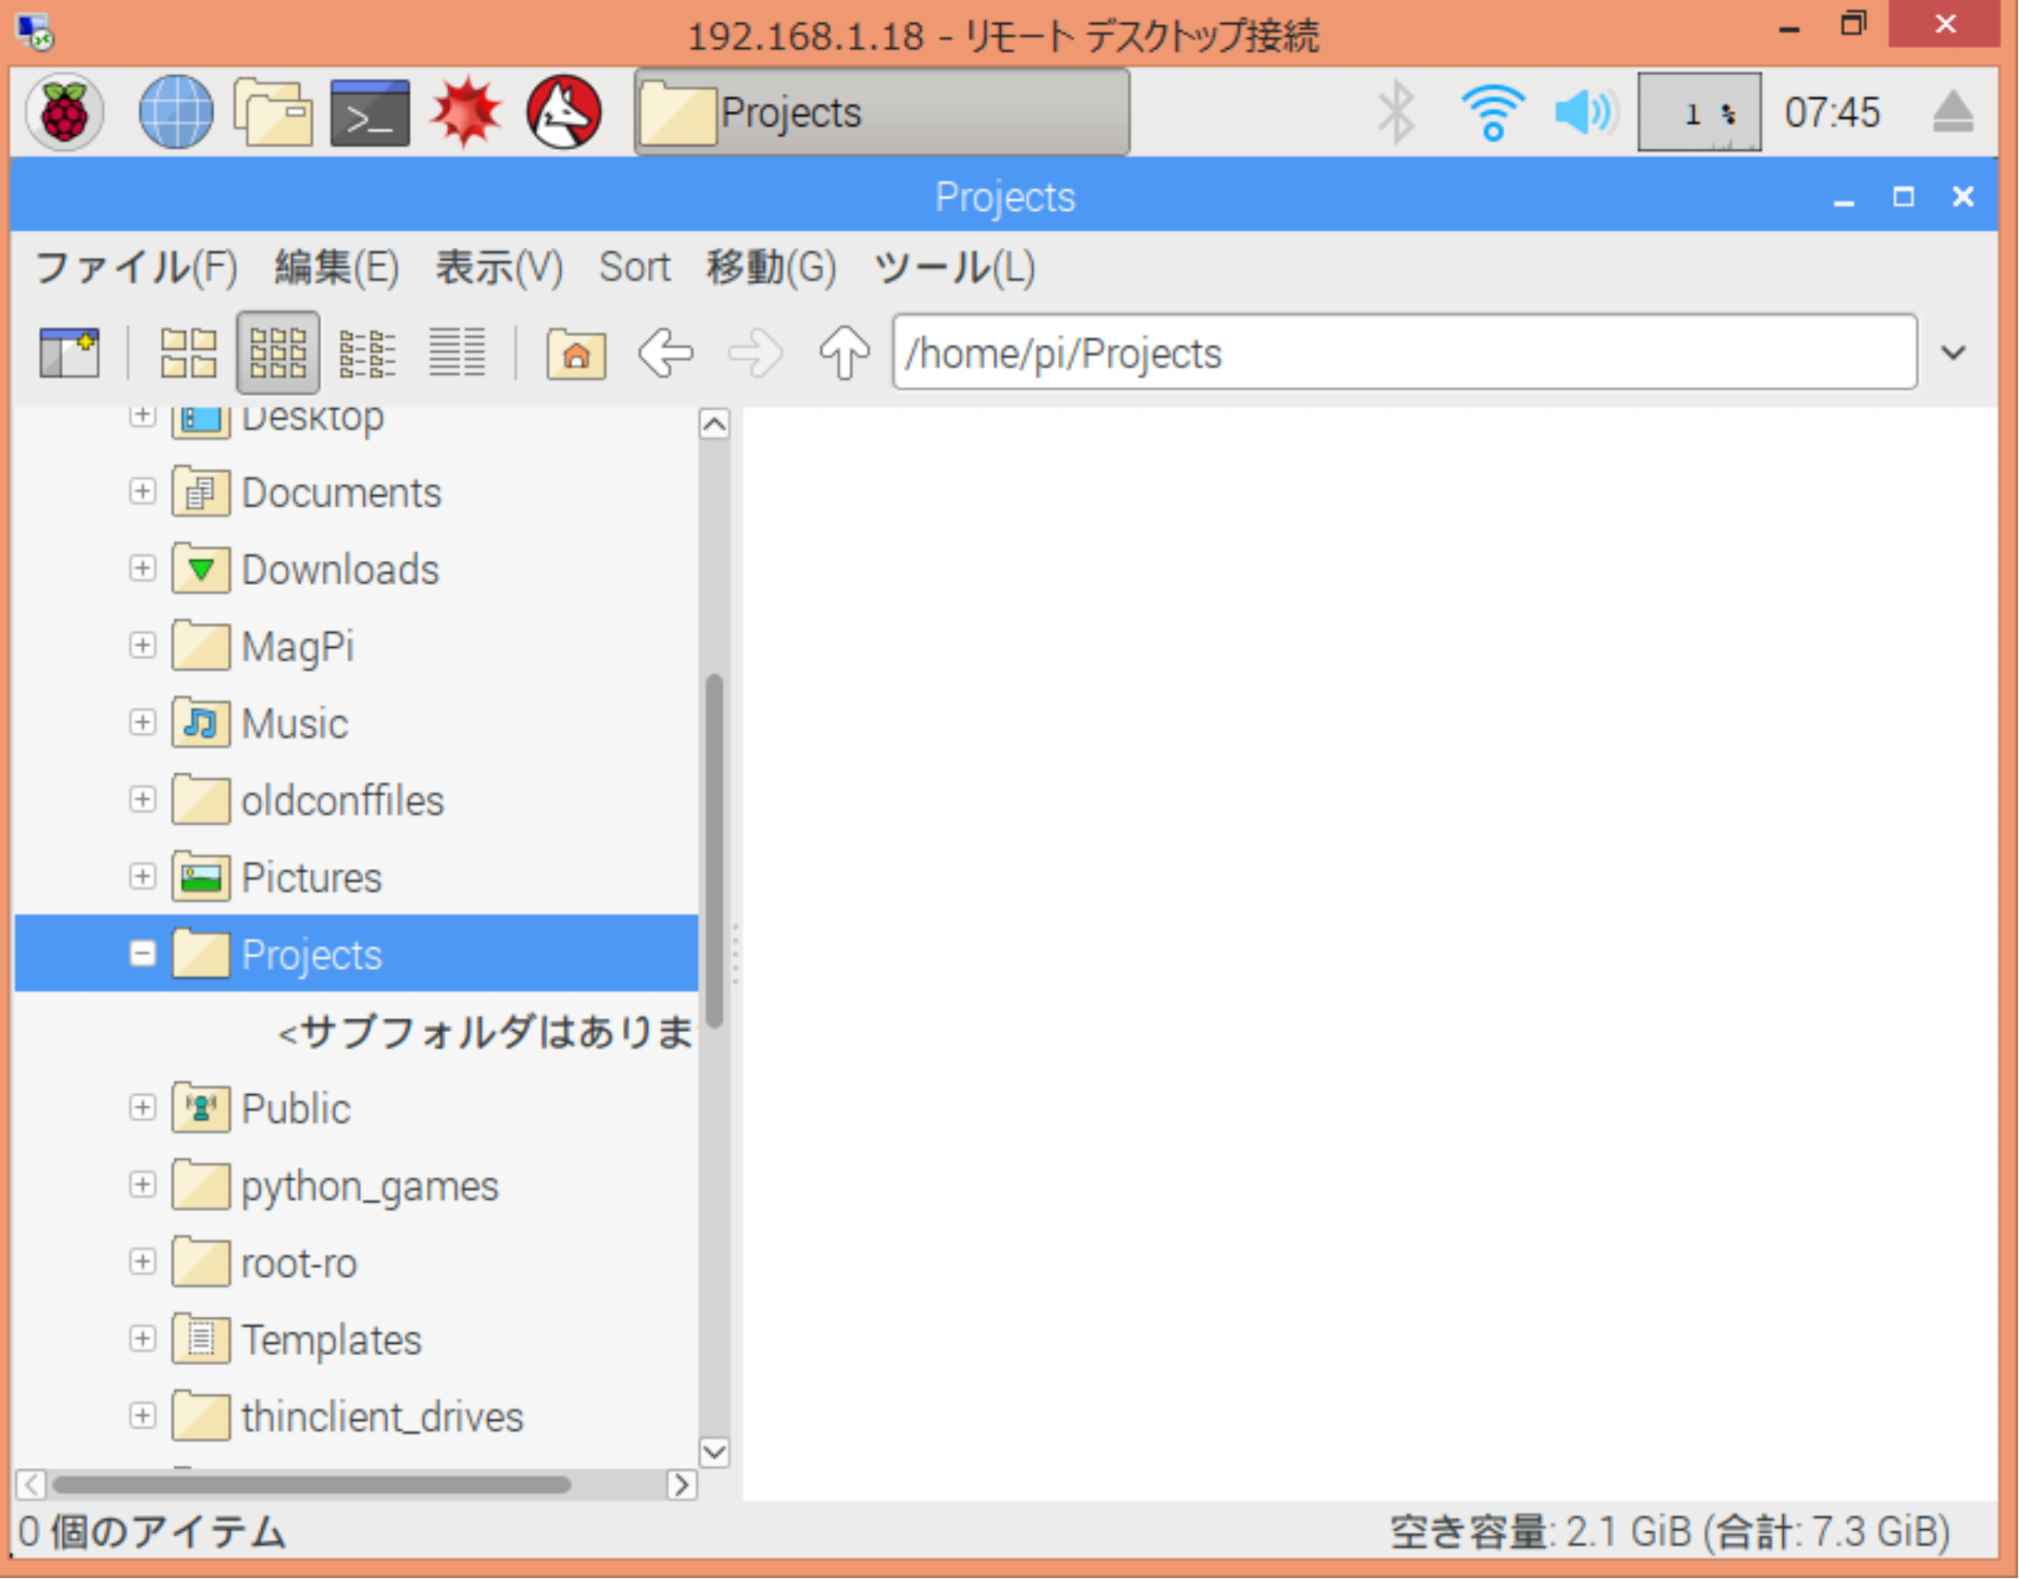 192.168.1.18 - リモート デスクトップ接続
>_
Projects
1 %
07:45
Projects
ファイル(F) 編集(E) 表示(V) Sort 移動(G) ツール(L)
/home/pi/Projects
Desktop
Documents
Downloads
MagPi
Music
oldconffiles
Pictures
Projects
<サブフォルダはありま
Public
python_games
root-ro
Templates
thinclient_drives
0 個のアイテム
空き容量: 2.1 GiB (合計: 7.3 GiB)